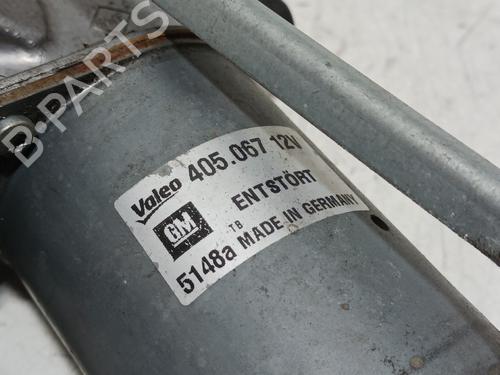 B-PARTS
Valeo 405.067 12V
GM ENTSTÖRT
TB
5148a MADE IN GERMANY